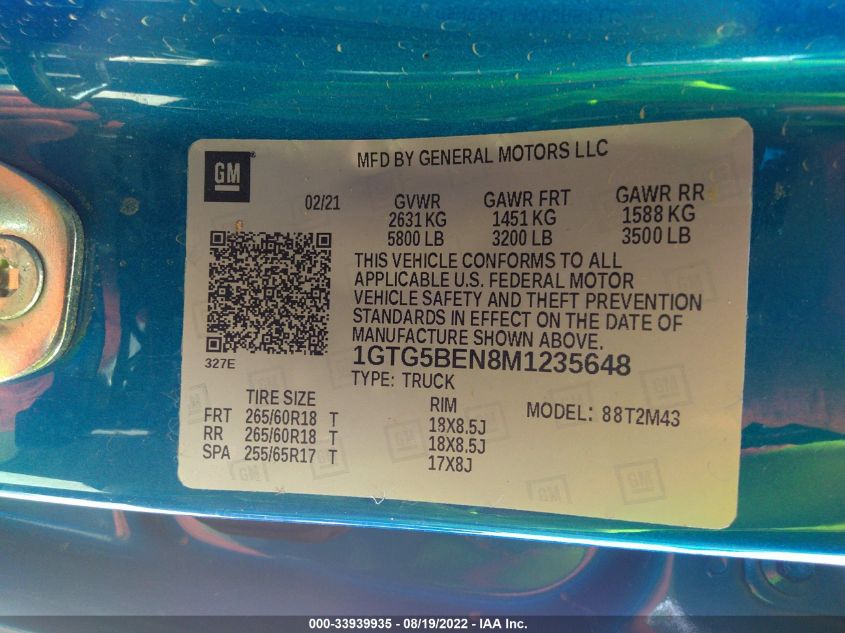 GM
MFD BY GENERAL MOTORS LLC
02/21 GVWR GAWR FRT GAWR RR
2631 KG 1451 KG 1588 KG
5800 LB 3200 LB 3500 LB
THIS VEHICLE CONFORMS TO ALL
APPLICABLE U.S. FEDERAL MOTOR
VEHICLE SAFETY AND THEFT PREVENTION
STANDARDS IN EFFECT ON THE DATE OF
MANUFACTURE SHOWN ABOVE.
327E
1GTG5BEN8M1235648
TYPE: TRUCK
TIRE SIZE RIM MODEL: 88T2M43
FRT 265/60R18 T 18X8.5J
RR 265/60R18 T 18X8.5J
SPA 255/65R17 T 17X8J
000-33939935 - 08/19/2022 - IAA Inc.